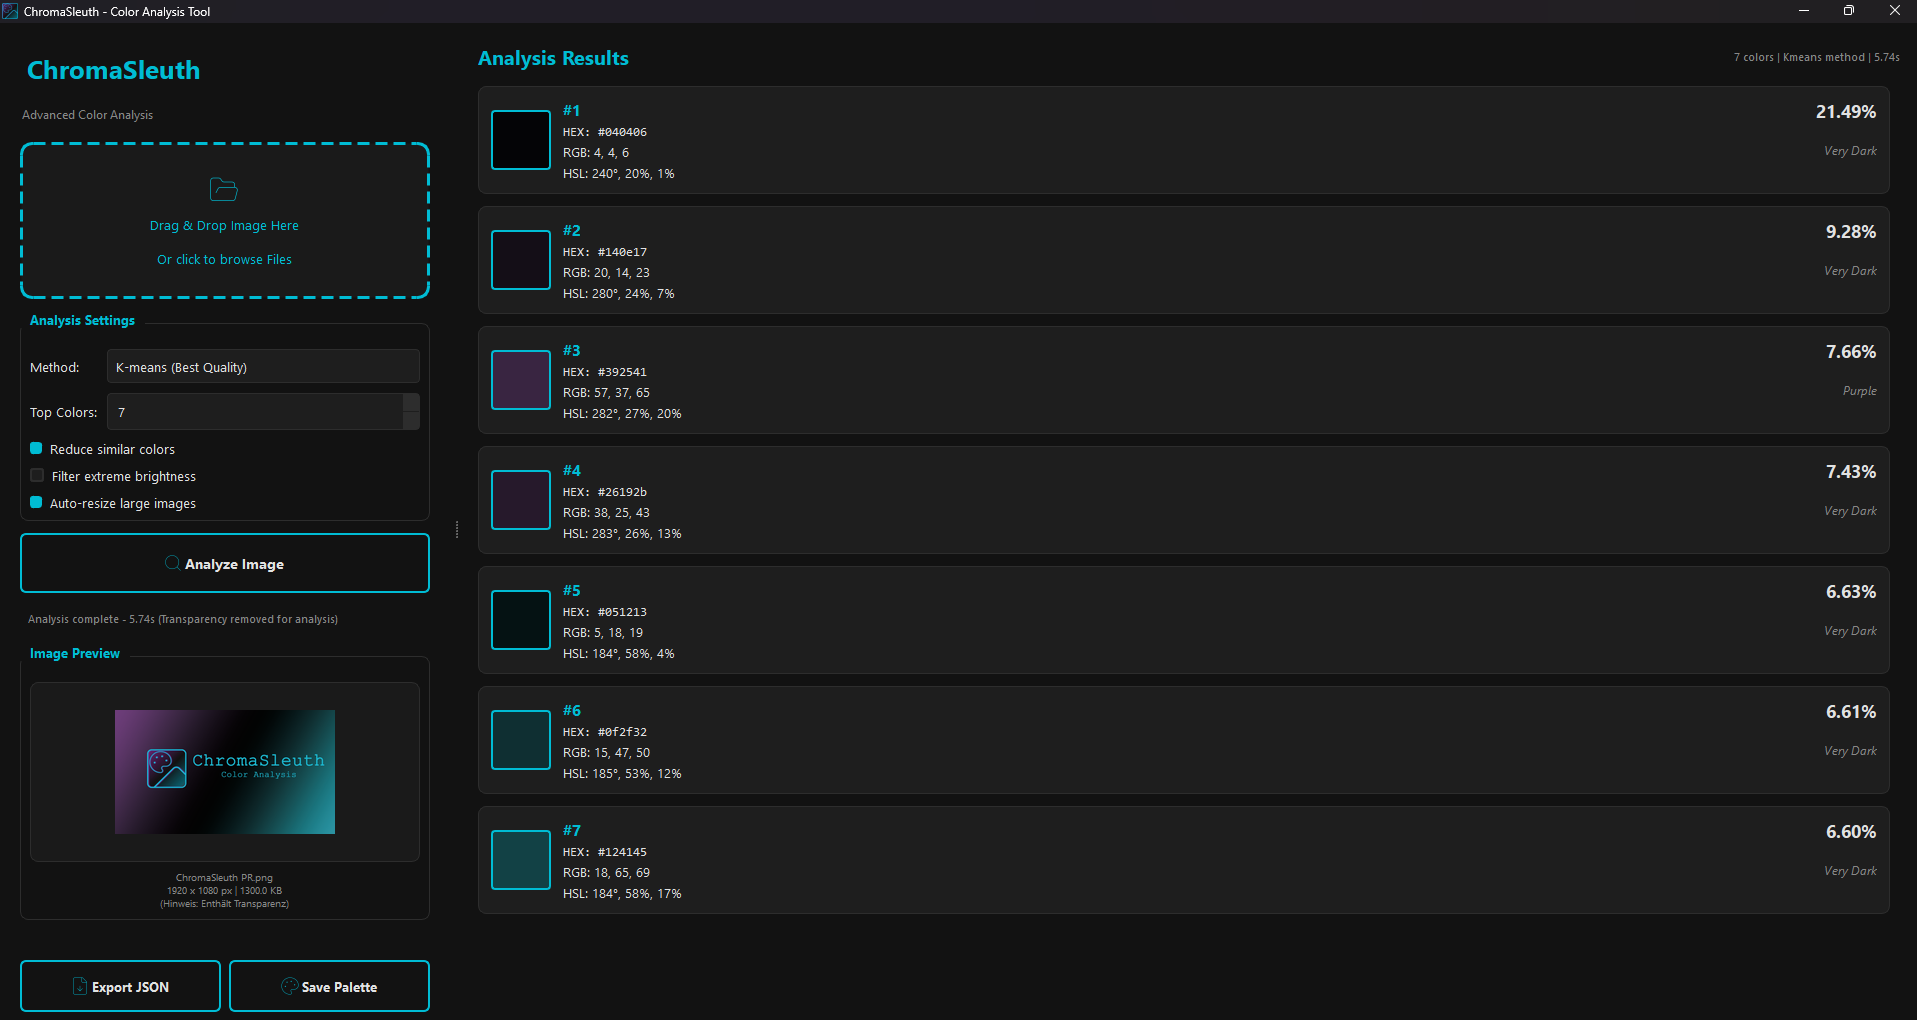 ChromaSleuth - Color Analysis Tool
ChromaSleuth
Advanced Color Analysis
Drag & Drop Image Here
Or click to browse Files
Analysis Settings
Method: K-means (Best Quality)
Top Colors: 7
Reduce similar colors
Filter extreme brightness
Auto-resize large images
Analyze Image
Analysis complete - 5.74s (Transparency removed for analysis)
Image Preview
ChromaSleuth
Color Analysis
ChromaSleuth PR.png
1920 x 1080 px | 1300.0 KB
(Hinweis: Enthält Transparenz)
Export JSON
Save Palette
Analysis Results
7 colors | Kmeans method | 5.74s
#1
21.49%
HEX: #040406
RGB: 4, 4, 6
Very Dark
HSL: 240°, 20%, 1%
#2
9.28%
HEX: #140e17
RGB: 20, 14, 23
Very Dark
HSL: 280°, 24%, 7%
#3
7.66%
HEX: #392541
RGB: 57, 37, 65
Purple
HSL: 282°, 27%, 20%
#4
7.43%
HEX: #26192b
RGB: 38, 25, 43
Very Dark
HSL: 283°, 26%, 13%
#5
6.63%
HEX: #051213
RGB: 5, 18, 19
Very Dark
HSL: 184°, 58%, 4%
#6
6.61%
HEX: #0f2f32
RGB: 15, 47, 50
Very Dark
HSL: 185°, 53%, 12%
#7
6.60%
HEX: #124145
RGB: 18, 65, 69
Very Dark
HSL: 184°, 58%, 17%